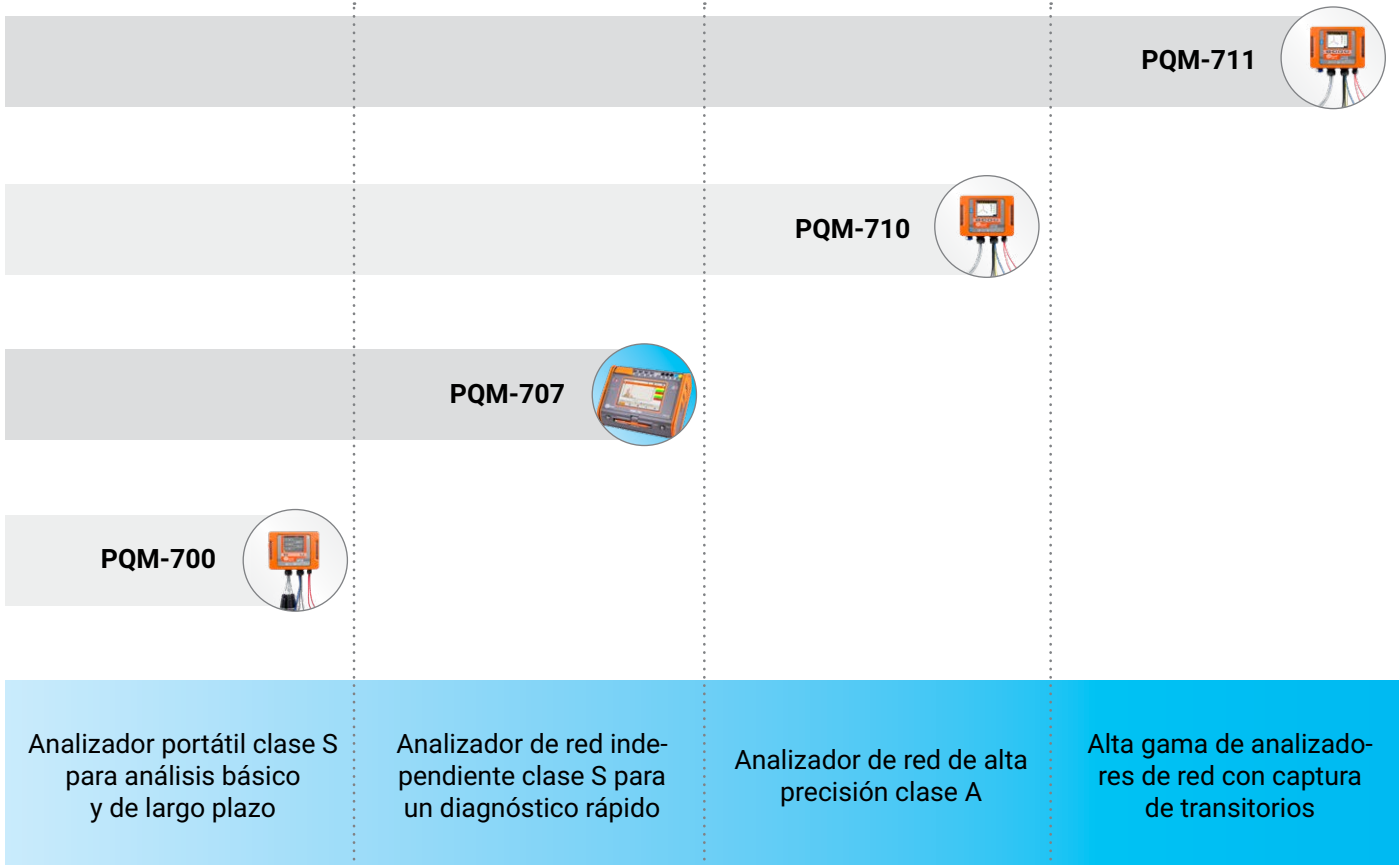 PQM-711
PQM-710
PQM-707
PQM-700
Analizador portátil clase S
para análisis básico
y de largo plazo
Analizador de red inde-
pendiente clase S para
un diagnóstico rápido
Analizador de red de alta
precisión clase A
Alta gama de analizado-
res de red con captura
de transitorios